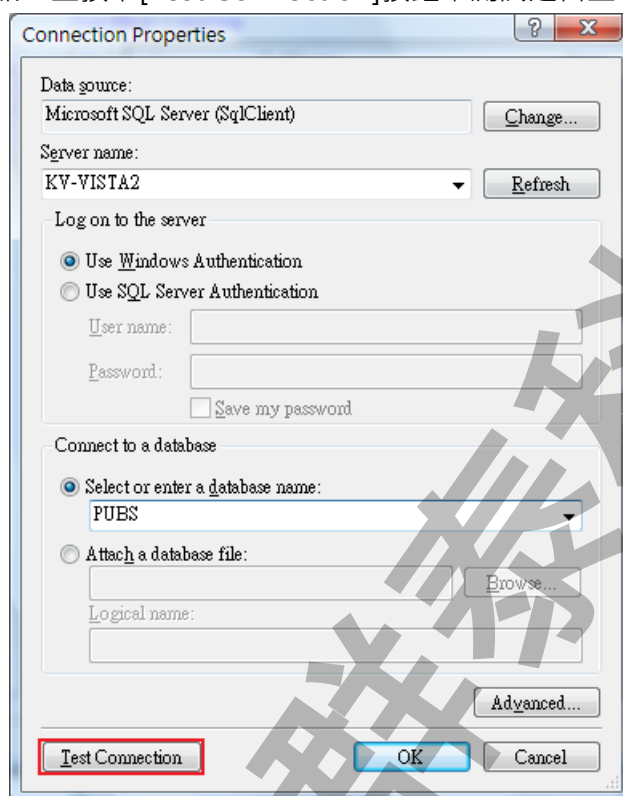 Connection Properties
Data source:
Microsoft SQL Server (SqlClient)
Change...
Server name:
KV-VISTA2
Refresh
Log on to the server
Use Windows Authentication
Use SQL Server Authentication
User name:
Password:
Save my password
Connect to a database
Select or enter a database name:
PUBS
Attach a database file:
Browse...
Logical name:
Advanced...
Test Connection
OK
Cancel